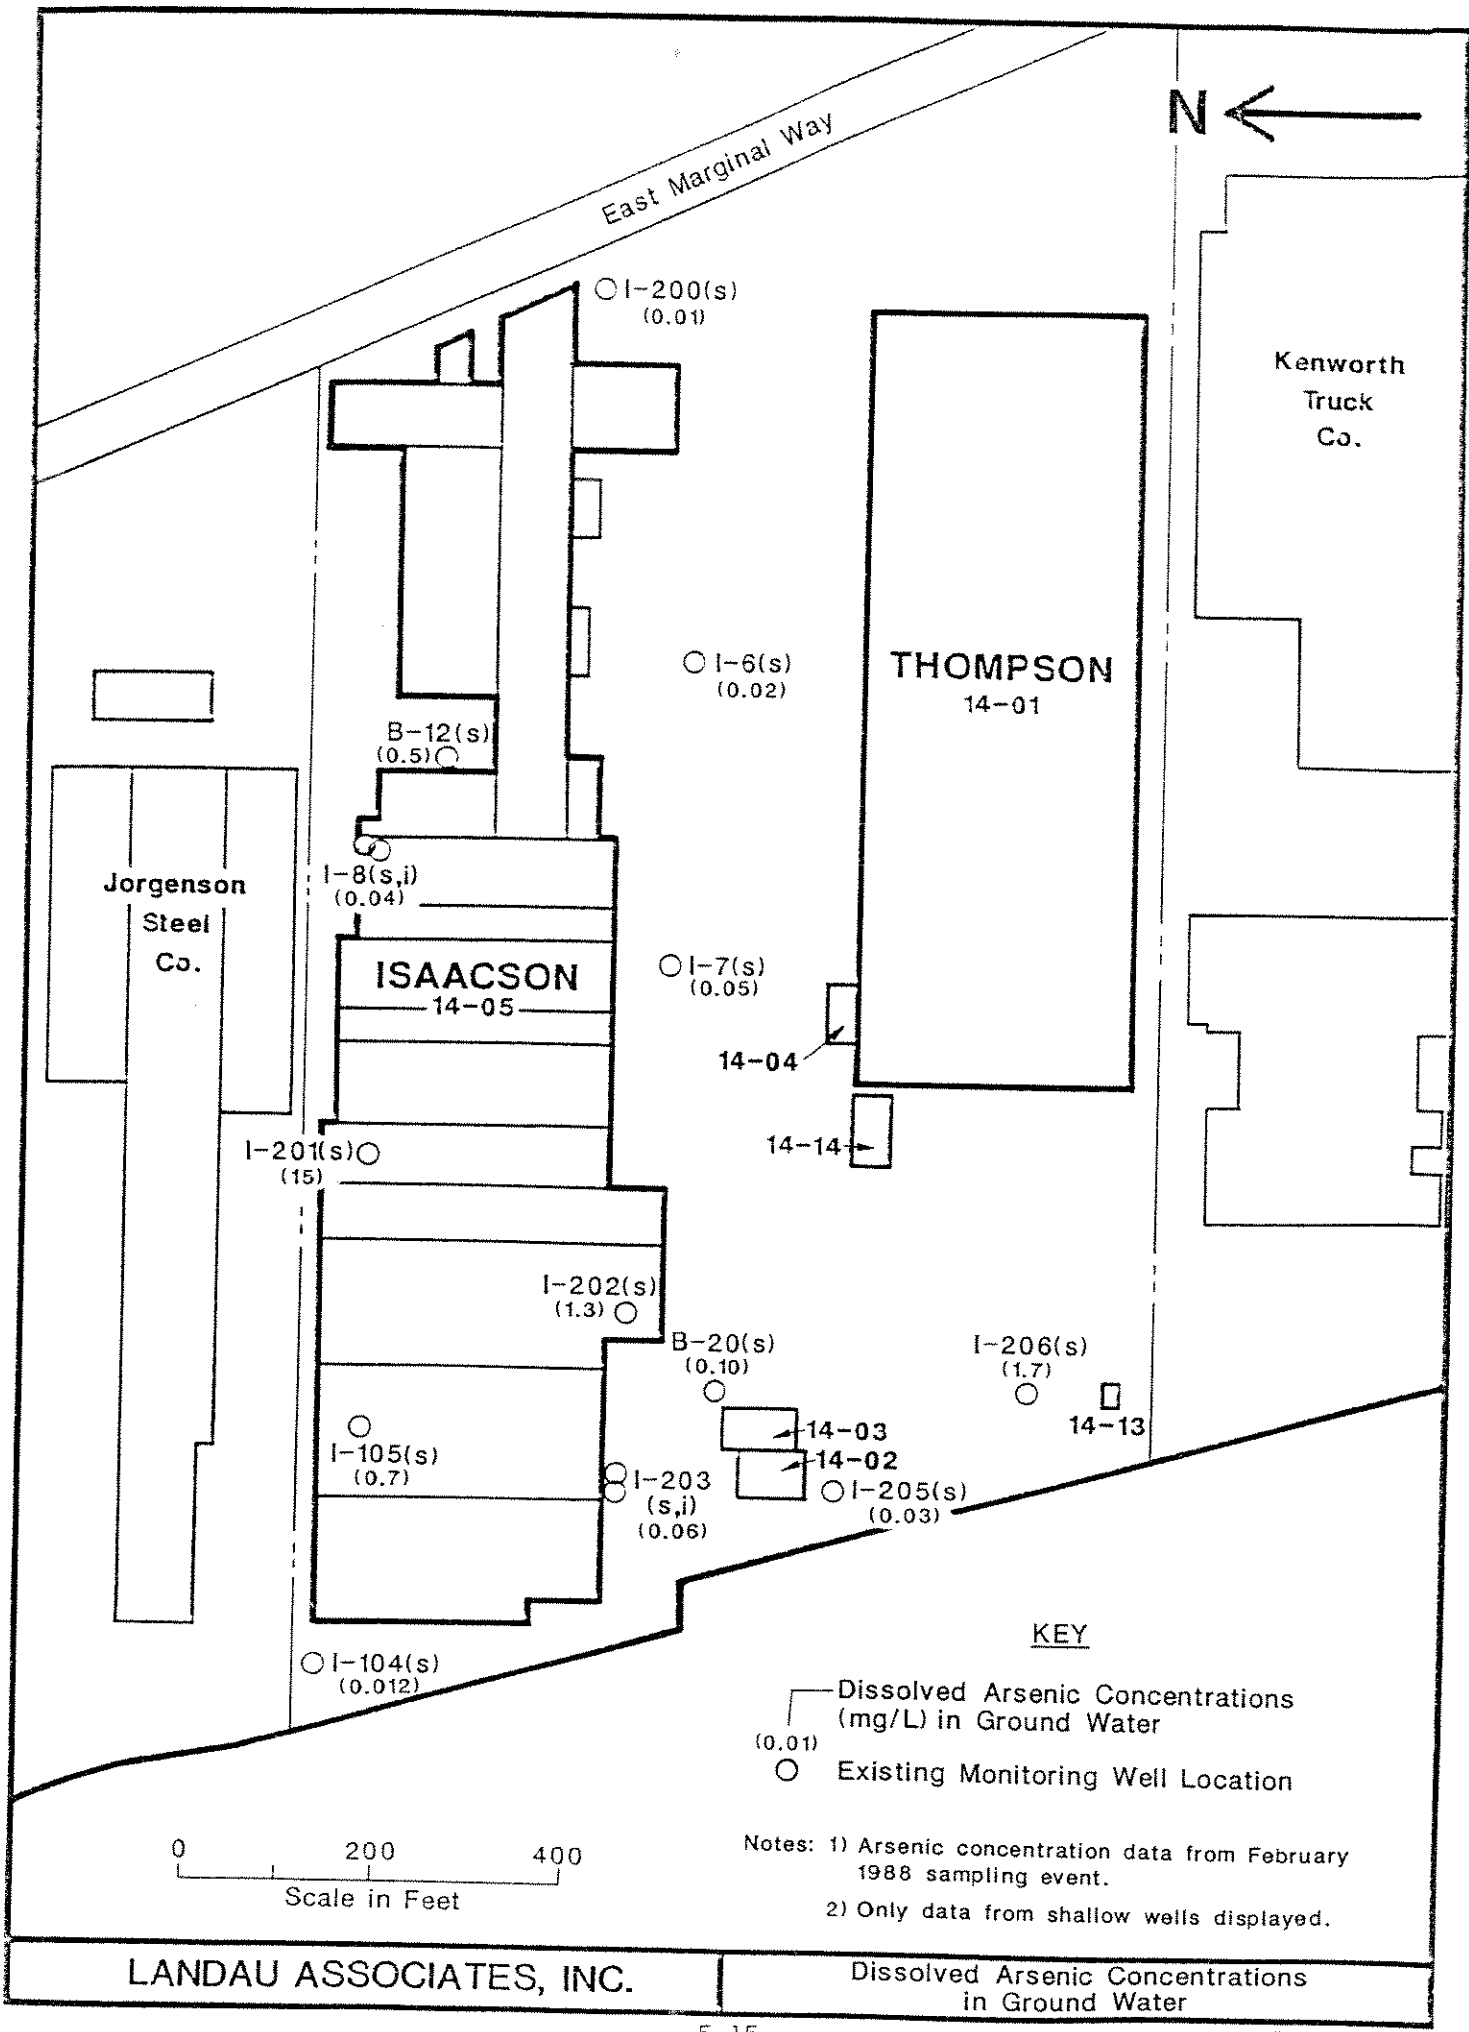 N
East Marginal Way
I-200(s)
(0.01)
Kenworth
Truck
Co.
I-6(s)
(0.02)
THOMPSON
14-01
B-12(s)
(0.5)
I-8(s,i)
(0.04)
Jorgenson
Steel
Co.
ISAACSON
14-05
I-7(s)
(0.05)
14-04
14-14
I-201(s)
(15)
I-202(s)
(1.3)
B-20(s)
(0.10)
I-206(s)
(1.7)
14-13
14-03
14-02
I-105(s)
(0.7)
I-203
(s,i)
(0.06)
I-205(s)
(0.03)
I-104(s)
(0.012)
KEY
Dissolved Arsenic Concentrations
(mg/L) in Ground Water
(0.01)
Existing Monitoring Well Location
0 200 400
Scale in Feet
Notes: 1) Arsenic concentration data from February
1988 sampling event.
2) Only data from shallow wells displayed.
LANDAU ASSOCIATES, INC.
Dissolved Arsenic Concentrations
in Ground Water